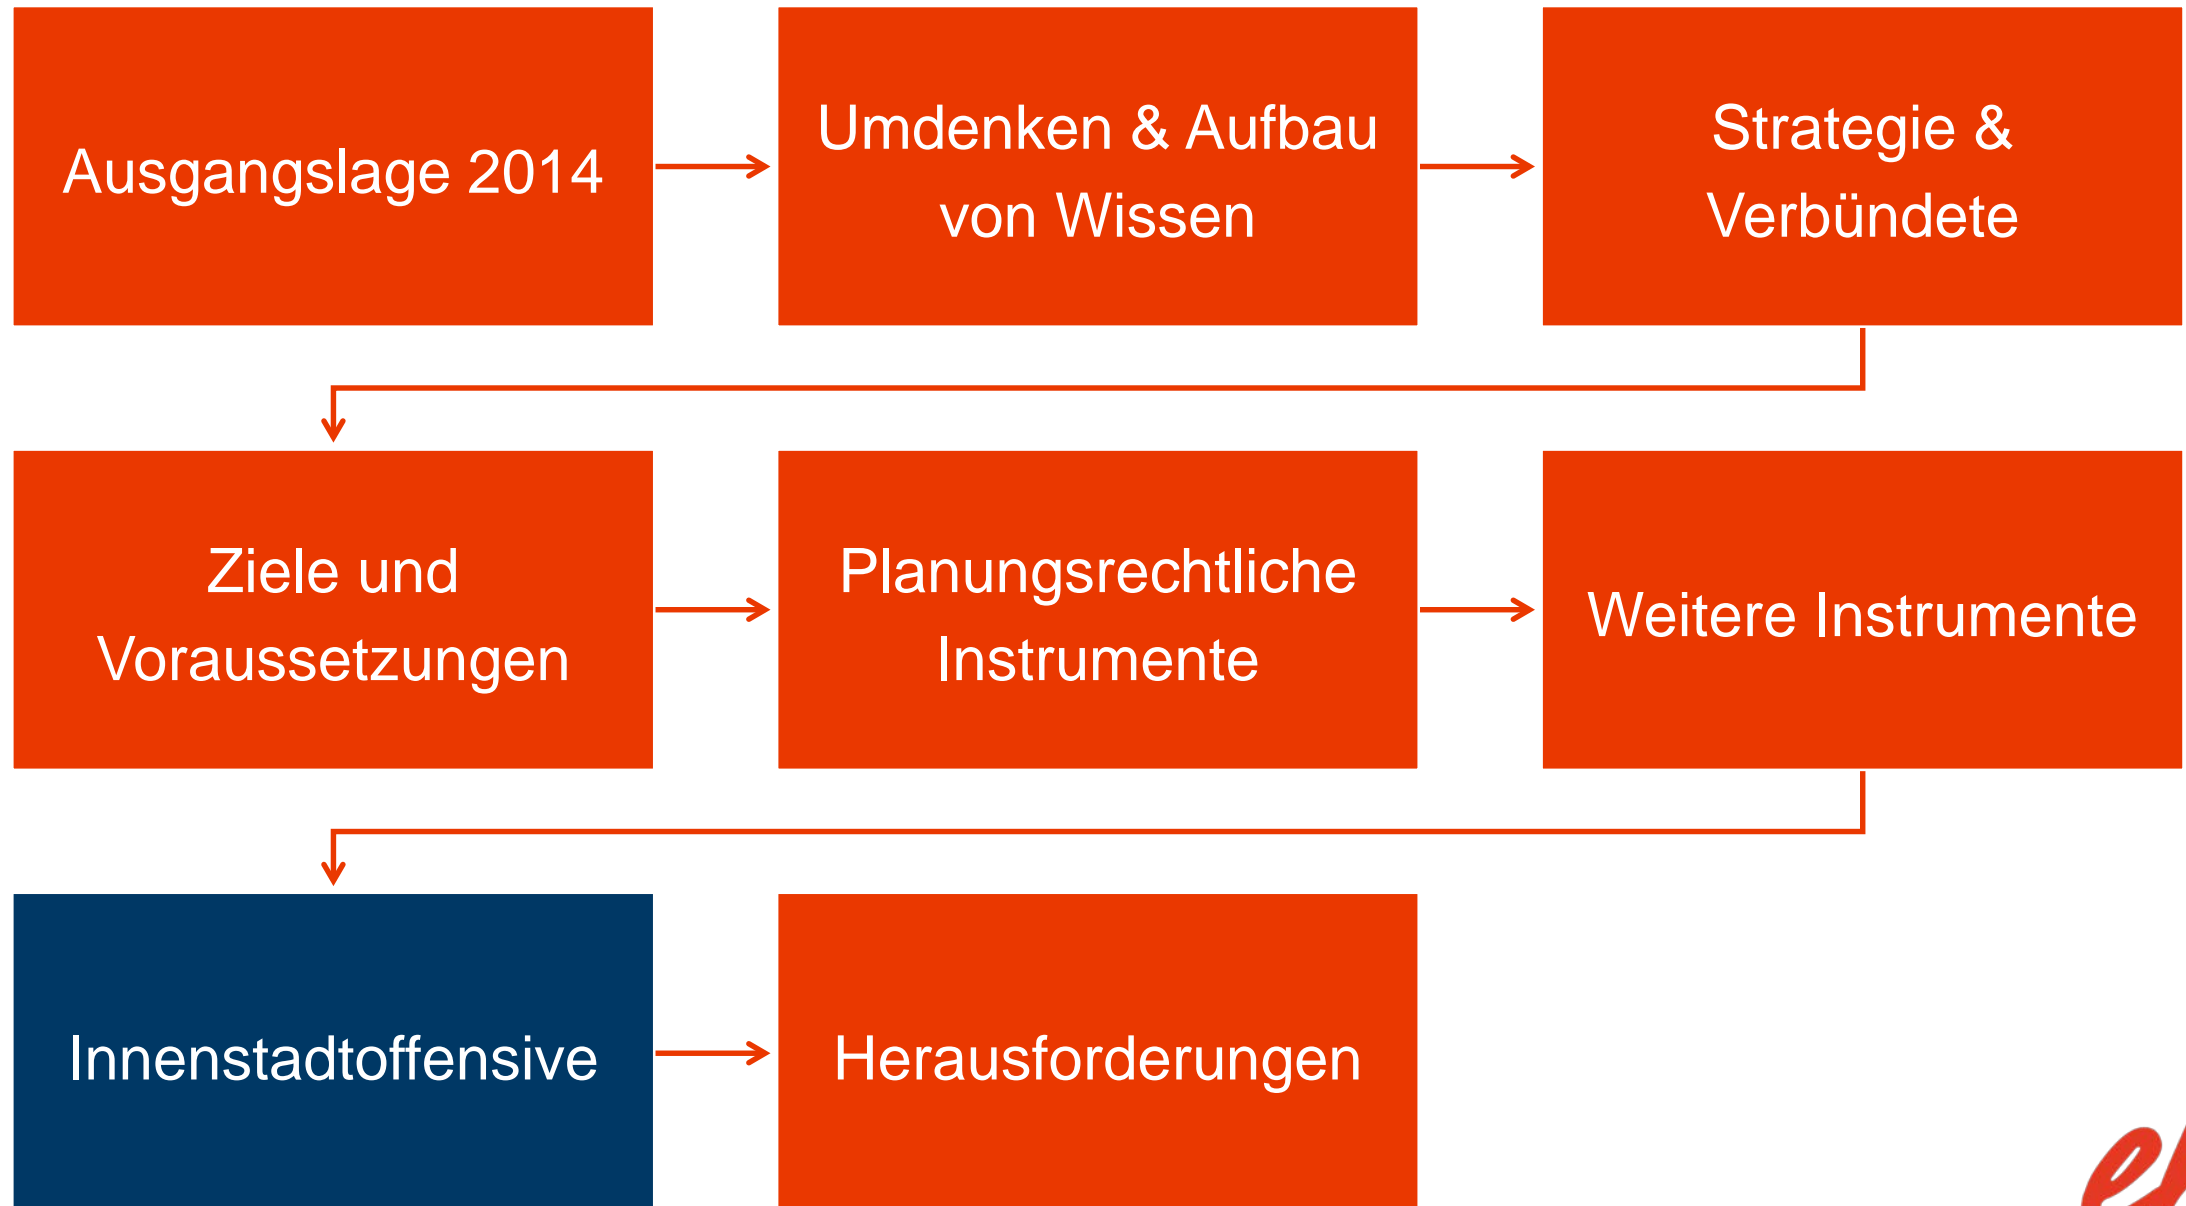 Ausgangslage 2014
Umdenken & Aufbau
von Wissen
Strategie &
Verbündete
Ziele und
Voraussetzungen
Planungsrechtliche
Instrumente
Weitere Instrumente
Innenstadtoffensive
Herausforderungen